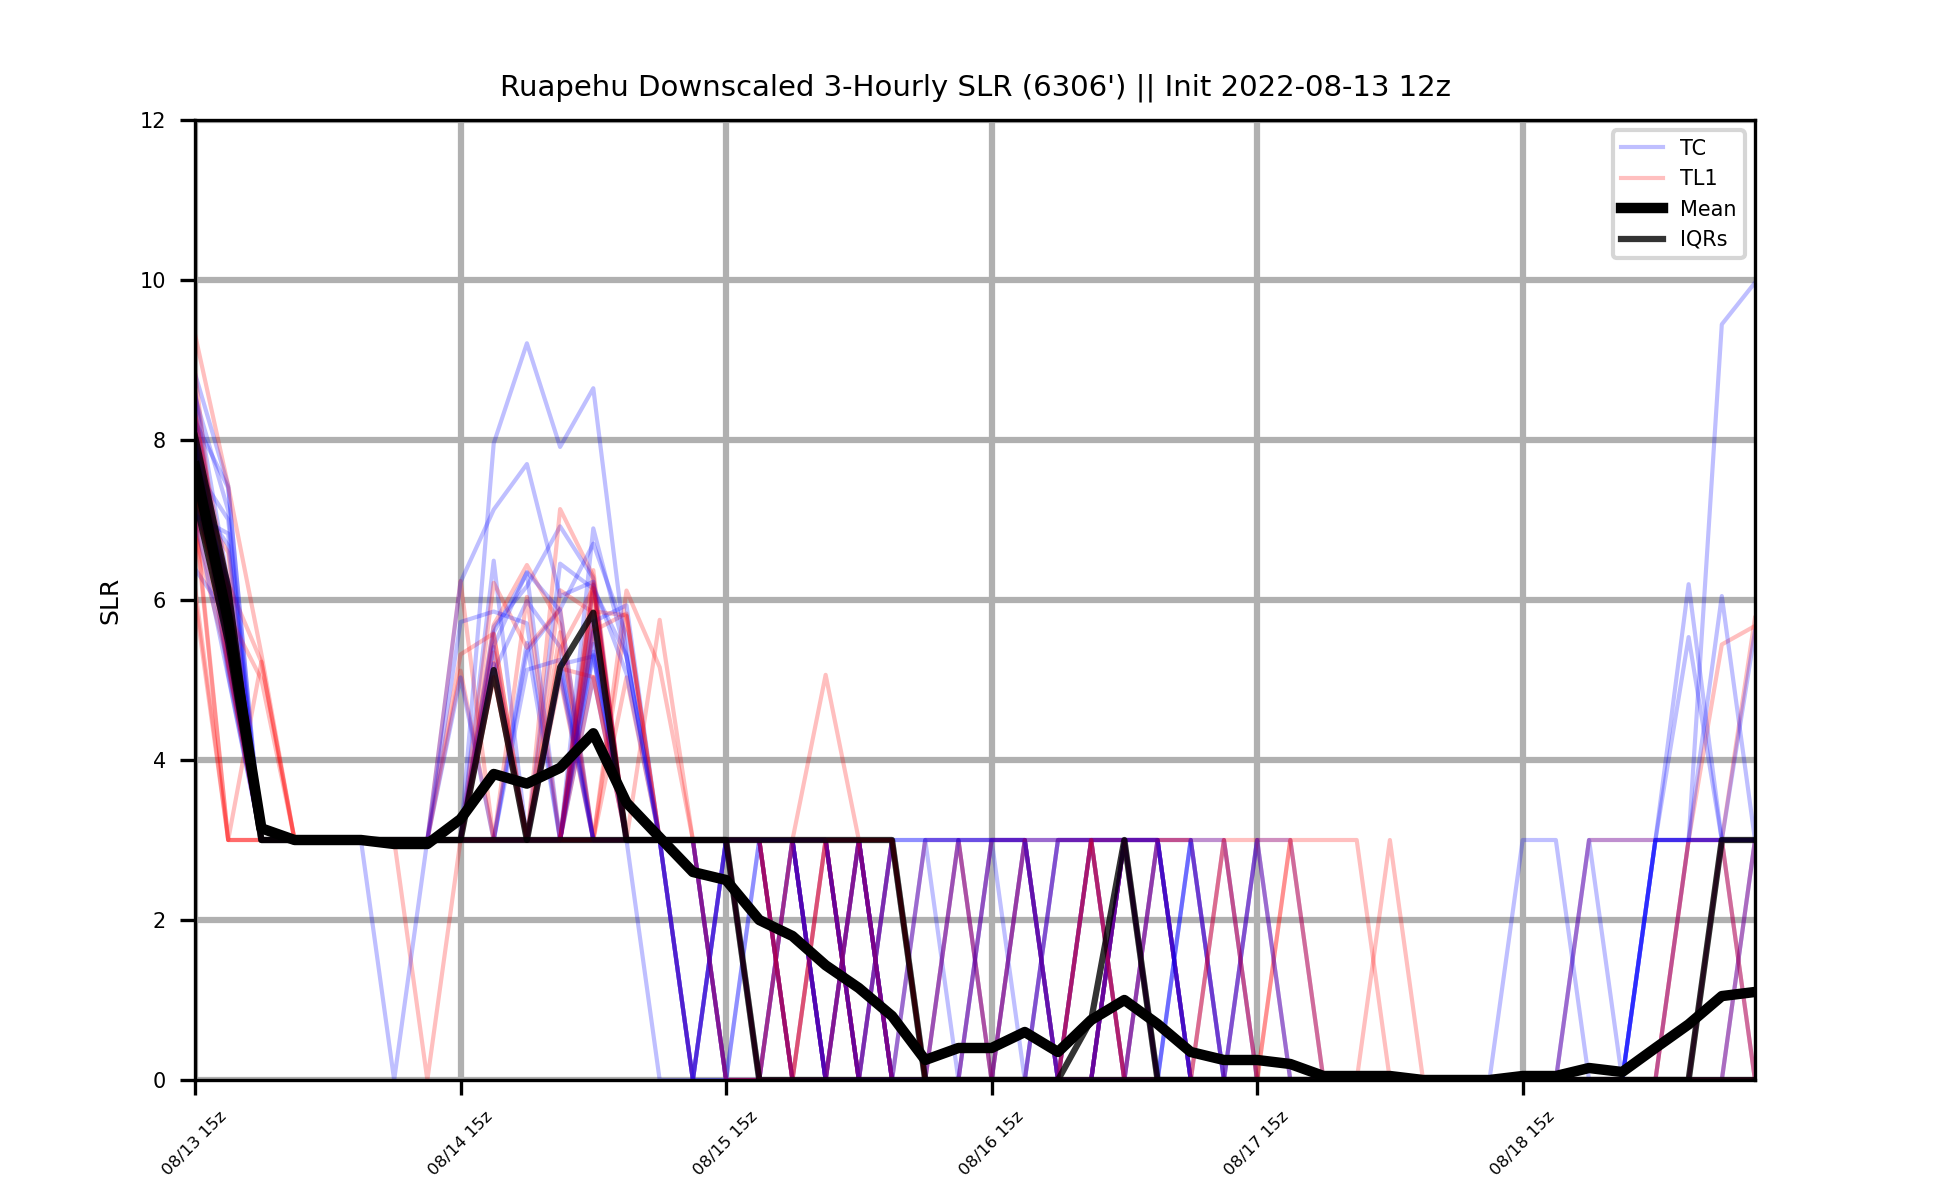 Ruapehu Downscaled 3-Hourly SLR (6306') || Init 2022-08-13 12z
12
10
8
6
4
2
0
SLR
TC
TL1
Mean
IQRs
08/13 15z
08/14 15z
08/15 15z
08/16 15z
08/17 15z
08/18 15z